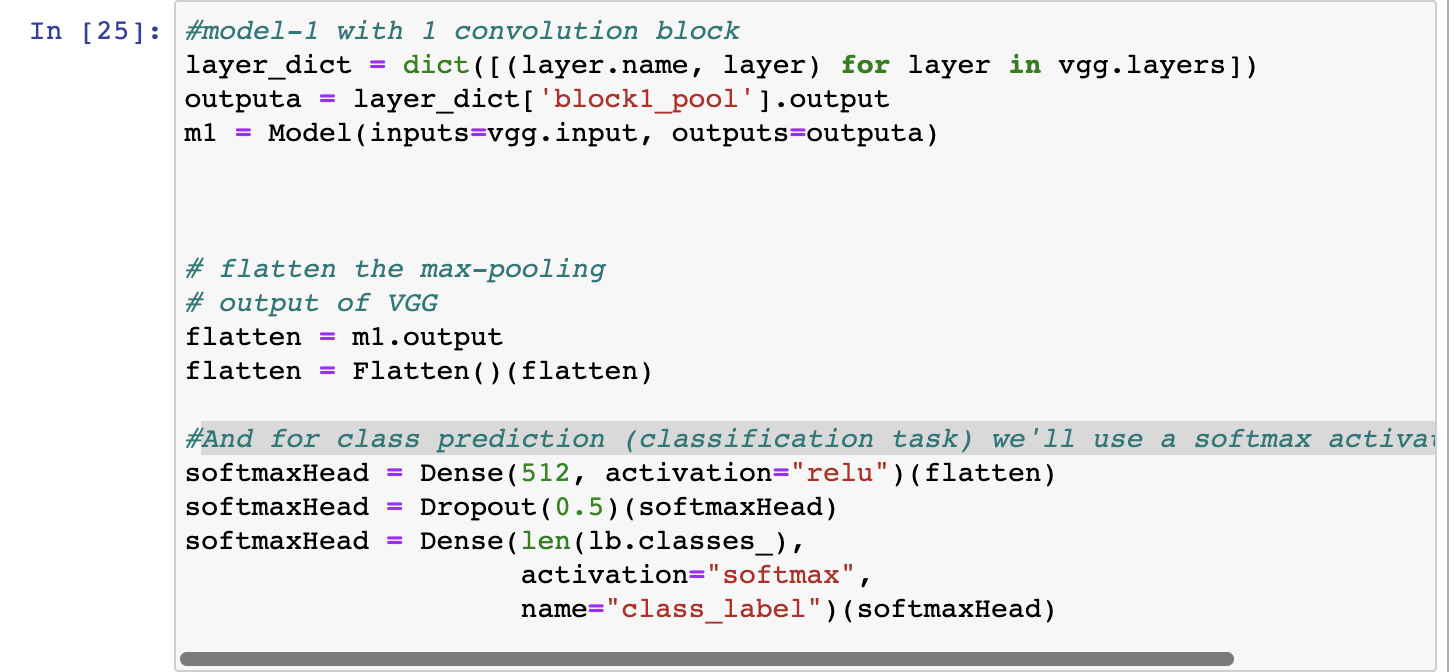 In [25]:
#model-1 with 1 convolution block
layer_dict = dict([(layer.name, layer) for layer in vgg.layers])
outputa = layer_dict['block1_pool'].output
m1 = Model(inputs=vgg.input, outputs=outputa)
# flatten the max-pooling
# output of VGG
flatten = m1.output
flatten = Flatten()(flatten)
#And for class prediction (classification task) we'll use a softmax
softmaxHead = Dense(512, activation="relu")(flatten)
softmaxHead = Dropout(0.5)(softmaxHead)
softmaxHead = Dense(len(lb.classes_),
activation="softmax",
name="class_label")(softmaxHead)